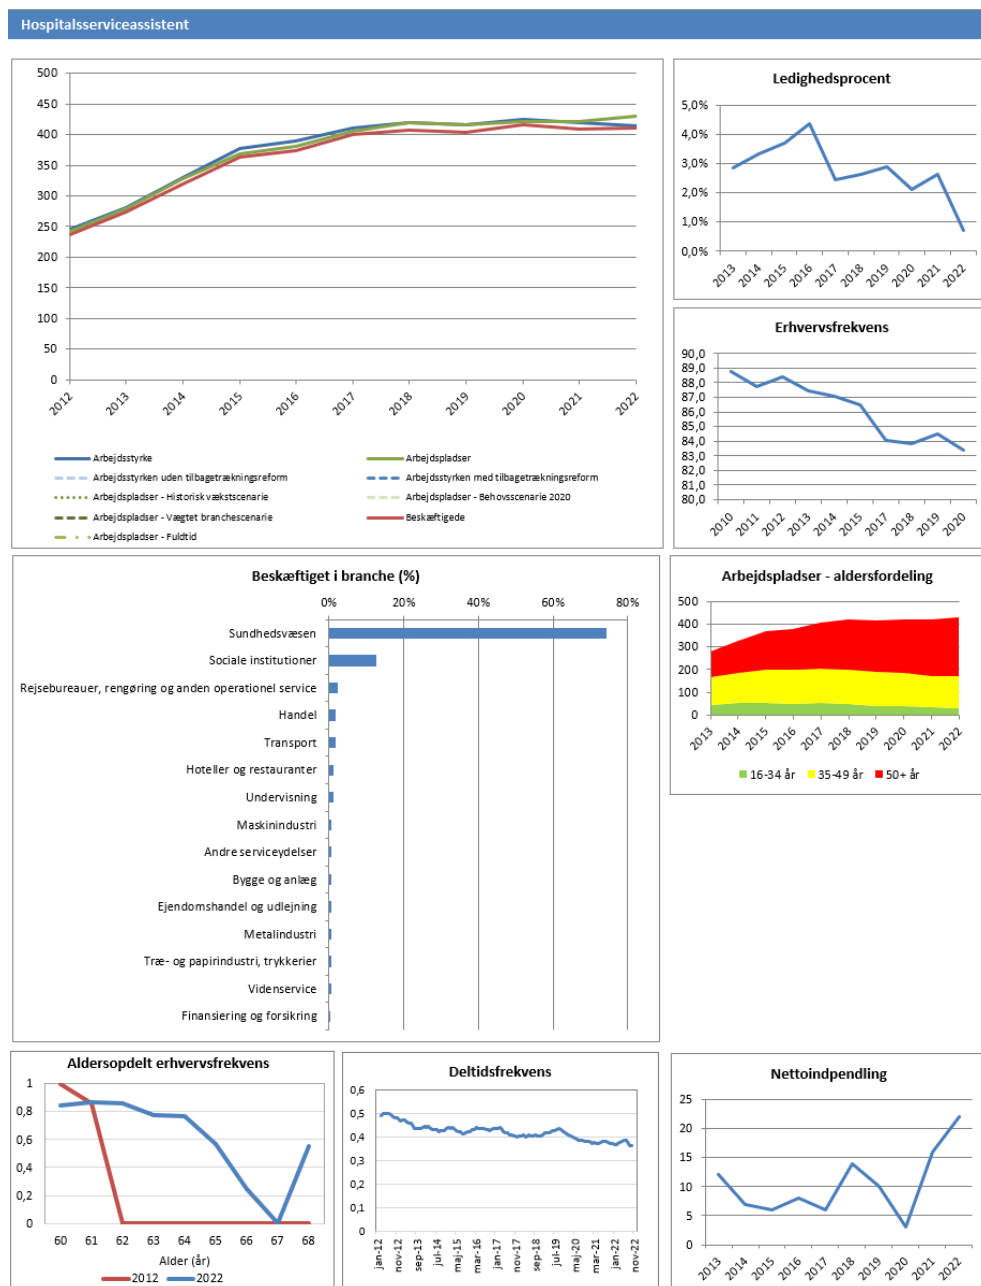 Hospitalsserviceassistent
500
450
400
350
300
250
200
150
100
50
0
2012 2013 2014 2015 2016 2017 2018 2019 2020 2021 2022
Arbejdsstyrke Arbejdspladser
Arbejdsstyrken uden tilbagetrækningsreform Arbejdsstyrken med tilbagetrækningsreform
Arbejdspladser - Historisk vækstscenarie Arbejdspladser - Behovsscenarie 2020
Arbejdspladser - Vægtet branchescenarie Beskæftigede
Arbejdspladser - Fuldtid
Ledighedsprocent
5,0%
4,0%
3,0%
2,0%
1,0%
0,0%
2013 2014 2015 2016 2017 2018 2019 2020 2021 2022
Erhvervsfrekvens
90,0
89,0
88,0
87,0
86,0
85,0
84,0
83,0
82,0
81,0
80,0
2010 2011 2012 2013 2014 2015 2017 2018 2019 2020
Beskæftiget i branche (%)
0% 20% 40% 60% 80%
Sundhedsvæsen
Sociale institutioner
Rejsebureauer, rengøring og anden operationel service
Handel
Transport
Hoteller og restauranter
Undervisning
Maskinindustri
Andre serviceydelser
Bygge og anlæg
Ejendomshandel og udlejning
Metalindustri
Træ- og papirindustri, trykkerier
Videnservice
Finansiering og forsikring
Arbejdspladser - aldersfordeling
500
400
300
200
100
0
2013 2014 2015 2016 2017 2018 2019 2020 2021 2022
16-34 år 35-49 år 50+ år
Aldersopdelt erhvervsfrekvens
1
0,8
0,6
0,4
0,2
0
60 61 62 63 64 65 66 67 68
Alder (år)
2012 2022
Deltidsfrekvens
0,6
0,5
0,4
0,3
0,2
0,1
0
jan-12 nov-12 sep-13 jul-14 maj-15 mar-16 jan-17 nov-17 sep-18 jul-19 maj-20 mar-21 jan-22 nov-22
Nettoindpendling
25
20
15
10
5
0
2013 2014 2015 2016 2017 2018 2019 2020 2021 2022